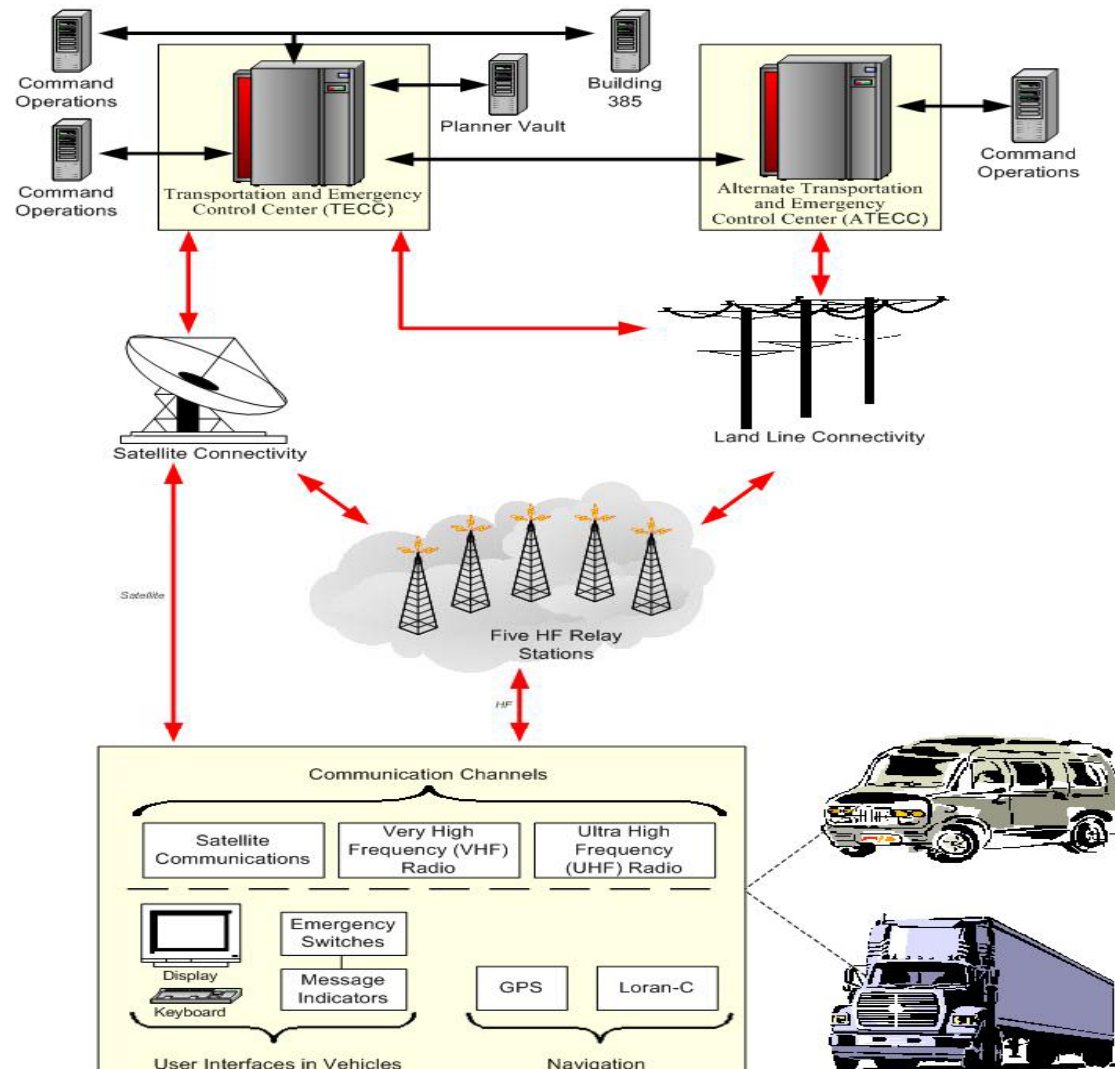 Command
Operations
Building
385
Planner Vault
Command
Operations
Command
Operations
Transportation and Emergency
Control Center (TECC)
Alternate Transportation
and Emergency
Control Center (ATECC)
Satellite Connectivity
Land Line Connectivity
Satellite
Five HF Relay
Stations
HF
Communication Channels
Satellite
Communications
Very High
Frequency (VHF)
Radio
Ultra High
Frequency
(UHF) Radio
Display
Keyboard
Emergency
Switches
Message
Indicators
GPS
Loran-C
User Interfaces in Vehicles
Navigation